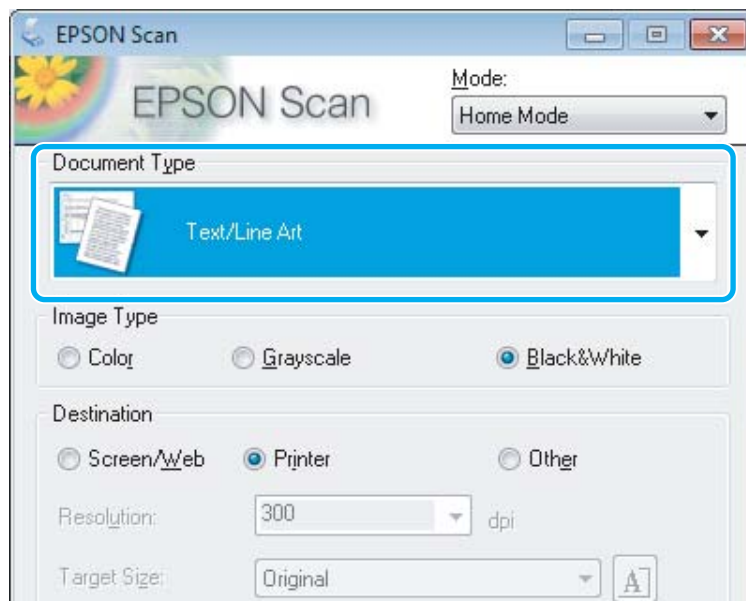 EPSON Scan
EPSON Scan
Mode:
Home Mode
Document Type
Text/Line Art
Image Type
Color Grayscale Black&White
Destination
Screen/Web Printer Other
Resolution: 300 dpi
Target Size: Original A